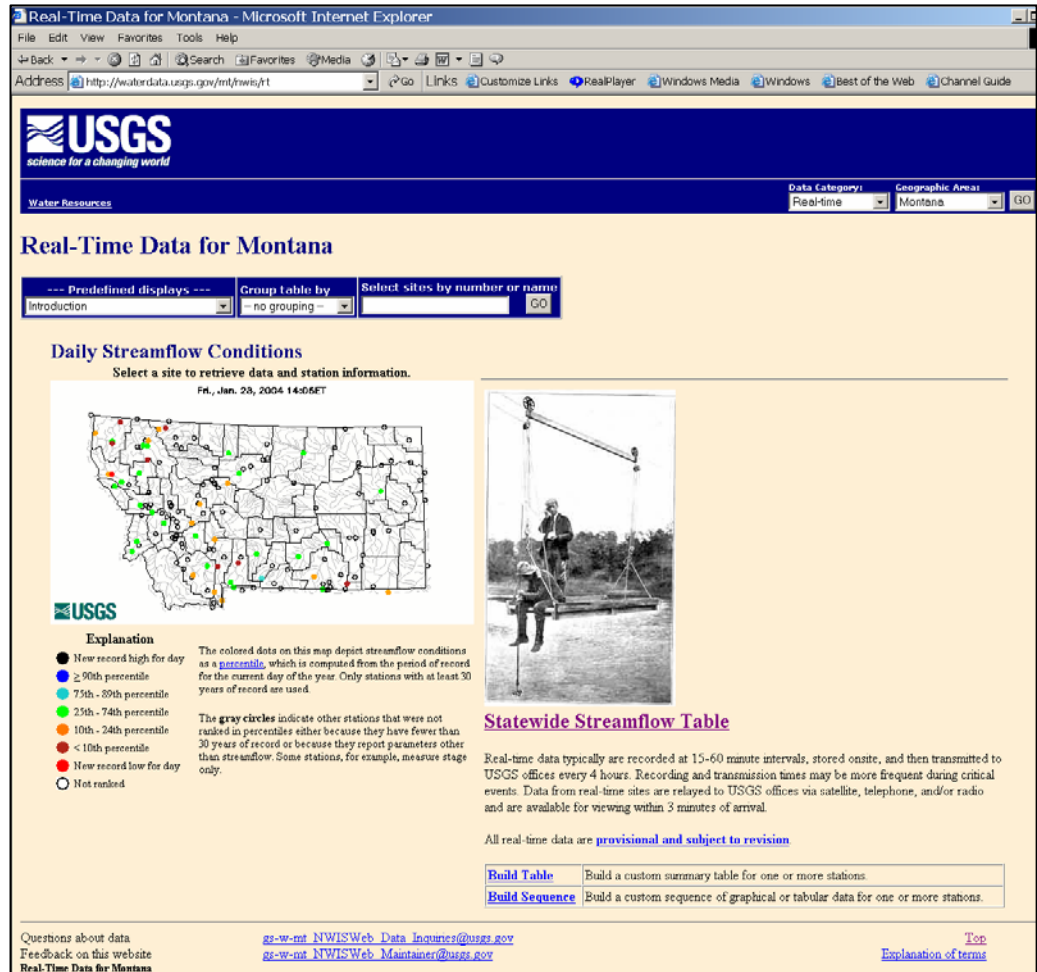 Real-Time Data for Montana - Microsoft Internet Explorer
File Edit View Favorites Tools Help
Back Search Favorites Media
Address http://waterdata.usgs.gov/mt/nwis/rt Go Links Customize Links RealPlayer Windows Media Windows Best of the Web Channel Guide
USGS
science for a changing world
Data Category: Geographic Area:
Water Resources Real-time Montana GO
Real-Time Data for Montana
--- Predefined displays --- Group table by Select sites by number or name
Introduction -- no grouping -- GO
Daily Streamflow Conditions
Select a site to retrieve data and station information.
Fri., Jan. 23, 2004 14:05ET
USGS
Explanation
New record high for day
≥ 90th percentile
75th - 89th percentile
25th - 74th percentile
10th - 24th percentile
< 10th percentile
New record low for day
Not ranked
The colored dots on this map depict streamflow conditions
as a percentile, which is computed from the period of record
for the current day of the year. Only stations with at least 30
years of record are used.
The gray circles indicate other stations that were not
ranked in percentiles either because they have fewer than
30 years of record or because they report parameters other
than streamflow. Some stations, for example, measure stage
only.
Statewide Streamflow Table
Real-time data typically are recorded at 15-60 minute intervals, stored onsite, and then transmitted to
USGS offices every 4 hours. Recording and transmission times may be more frequent during critical
events. Data from real-time sites are relayed to USGS offices via satellite, telephone, and/or radio
and are available for viewing within 3 minutes of arrival.
All real-time data are provisional and subject to revision.
Build Table Build a custom summary table for one or more stations.
Build Sequence Build a custom sequence of graphical or tabular data for one or more stations.
Questions about data gs-w-mt_NWISWeb_Data_Inquiries@usgs.gov Top
Feedback on this website gs-w-mt_NWISWeb_Maintainer@usgs.gov Explanation of terms
Real-Time Data for Montana